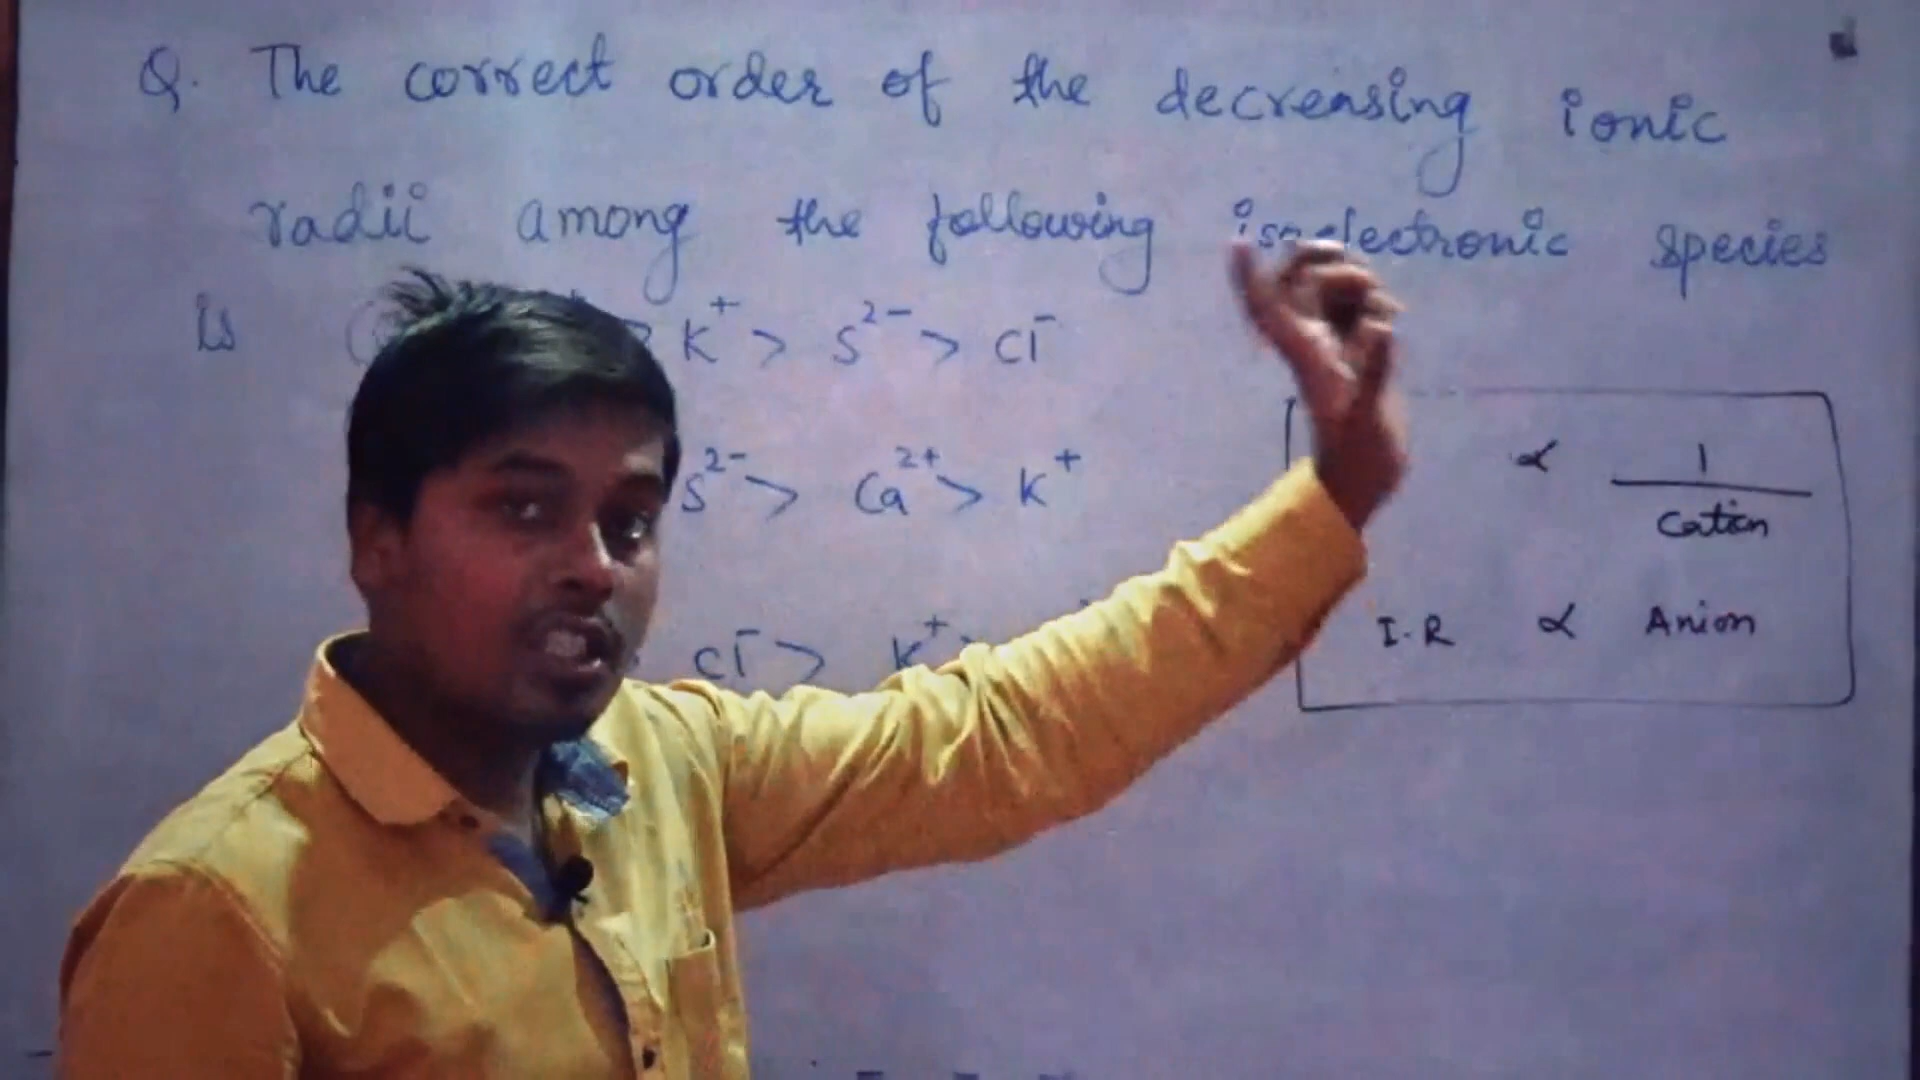 Q. The correct order of the decreasing ionic
radii among the following isoelectronic species
is K⁺ > S²⁻ > Cl⁻
S²⁻ > Ca²⁺ > K⁺
Cl⁻ > K⁺
∝ 1/Cation
I.R ∝ Anion